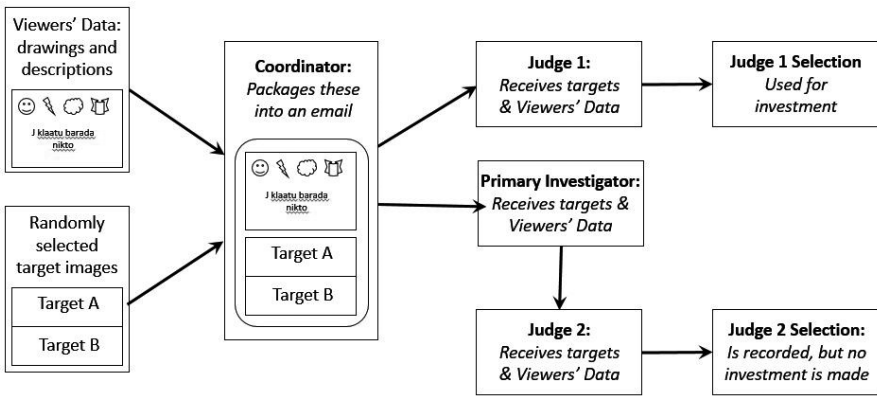 Viewers’ Data:
drawings and
descriptions
J klaatu barada
nikto
Randomly
selected
target images
Target A
Target B
Coordinator:
Packages these
into an email
J klaatu barada
nikto
Target A
Target B
Judge 1:
Receives targets
& Viewers’ Data
Judge 1 Selection
Used for
investment
Primary Investigator:
Receives targets &
Viewers’ Data
Judge 2:
Receives targets
& Viewers’ Data
Judge 2 Selection:
Is recorded, but no
investment is made